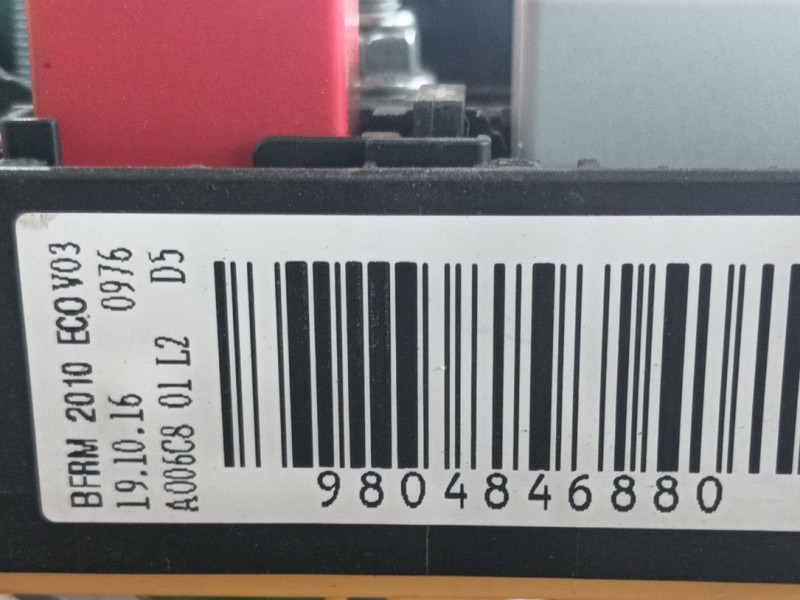 BFRM 2010 ECO V03
19.10.16 0976
A006C8 01 L2 D5
9804846880